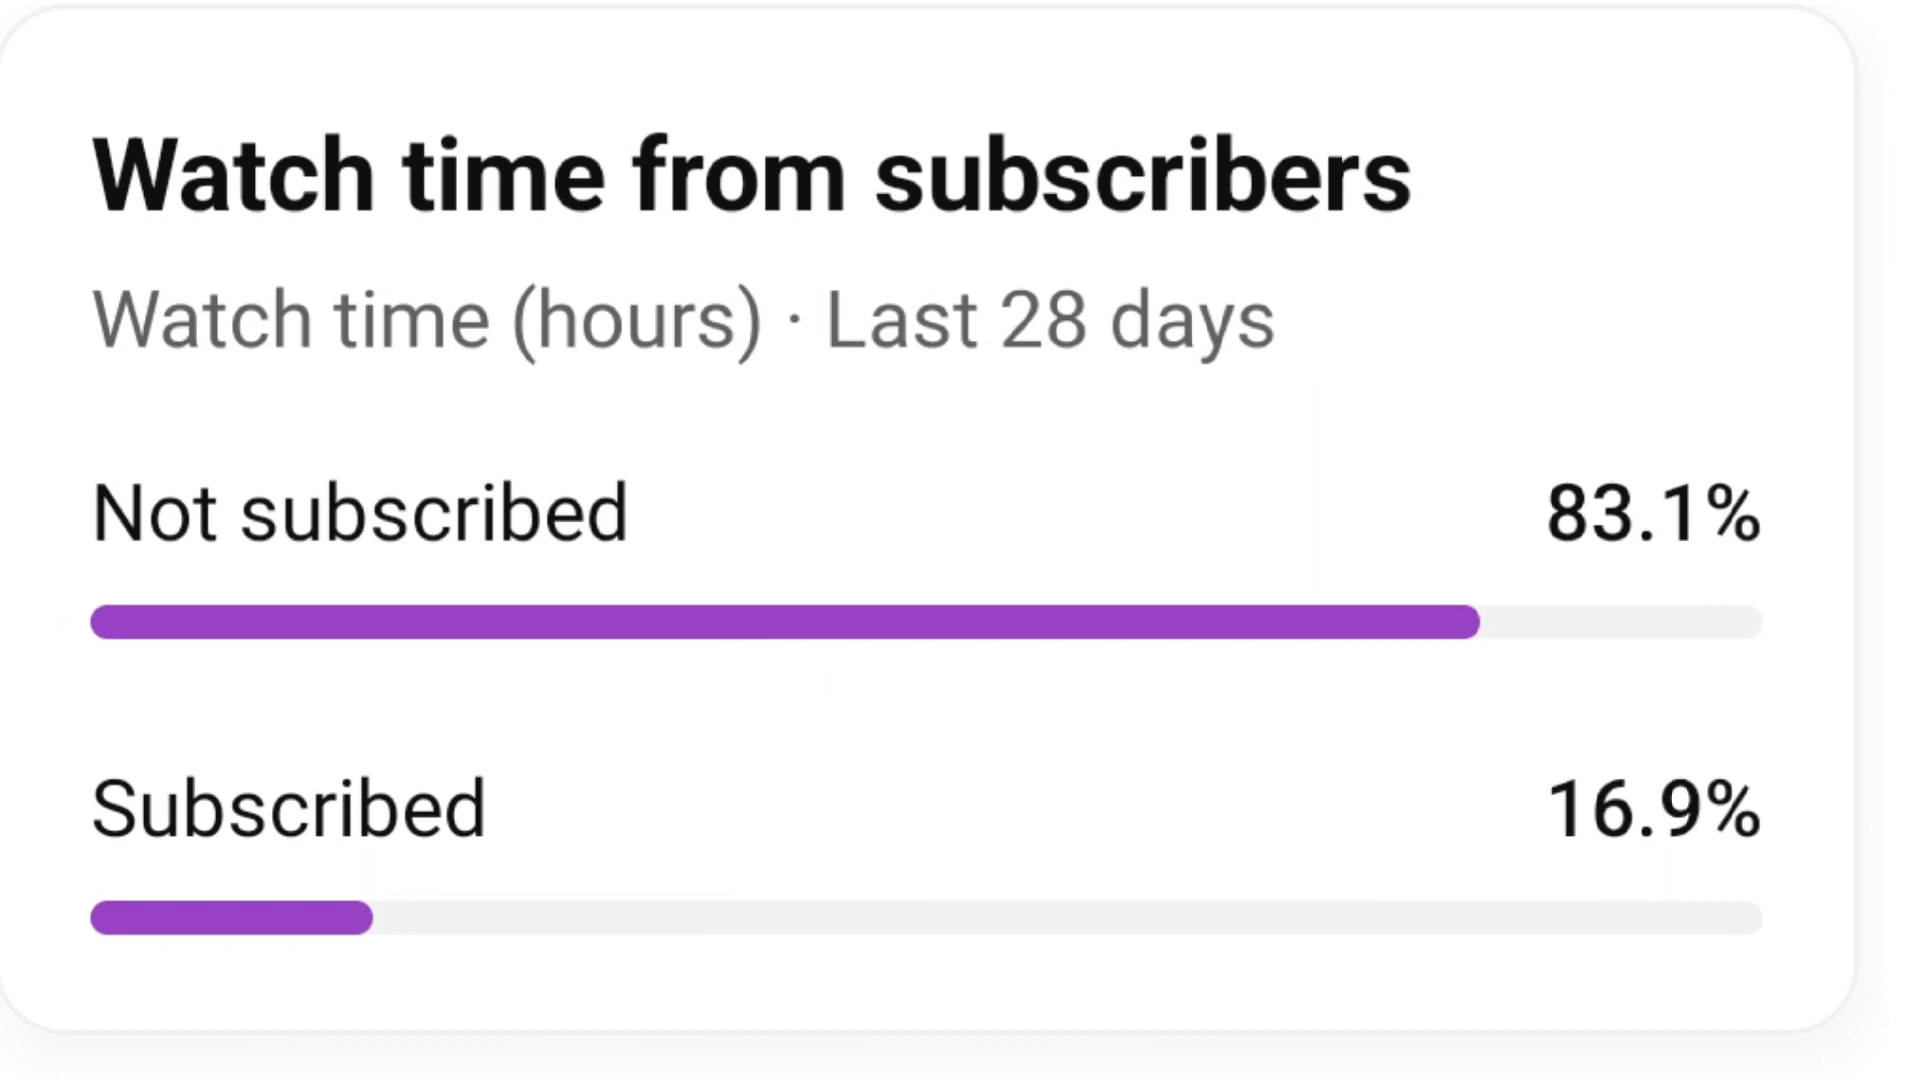 Watch time from subscribers
Watch time (hours) · Last 28 days
Not subscribed 83.1%
Subscribed 16.9%